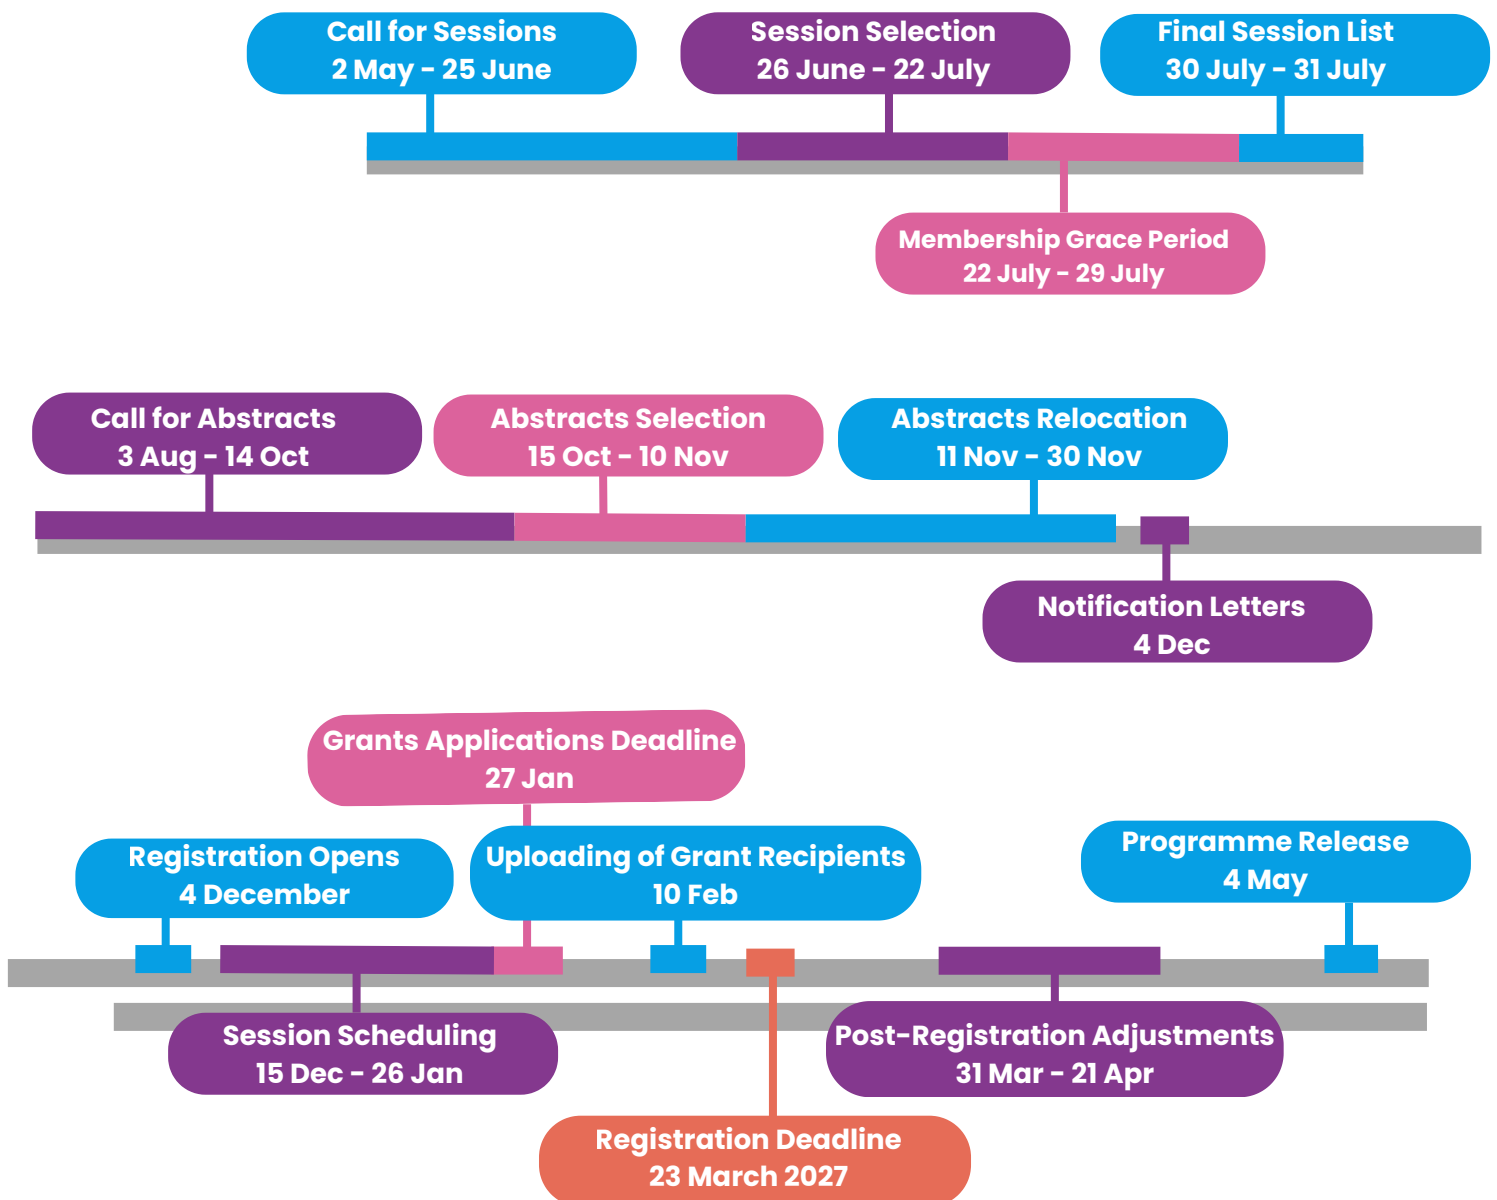 Call for Sessions
2 May - 25 June
Session Selection
26 June - 22 July
Final Session List
30 July - 31 July
Membership Grace Period
22 July - 29 July
Call for Abstracts
3 Aug - 14 Oct
Abstracts Selection
15 Oct - 10 Nov
Abstracts Relocation
11 Nov - 30 Nov
Notification Letters
4 Dec
Grants Applications Deadline
27 Jan
Registration Opens
4 December
Uploading of Grant Recipients
10 Feb
Programme Release
4 May
Session Scheduling
15 Dec - 26 Jan
Post-Registration Adjustments
31 Mar - 21 Apr
Registration Deadline
23 March 2027